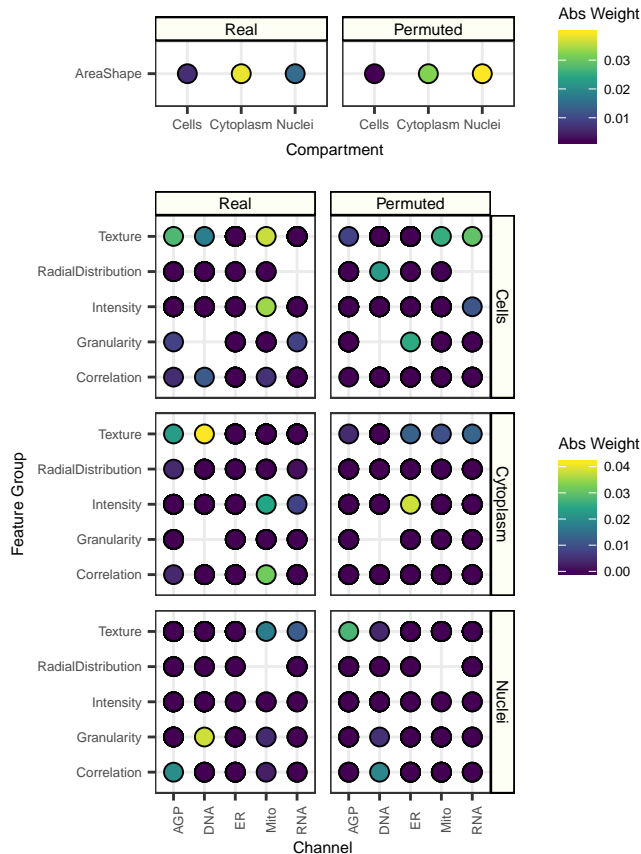 Real Permuted
AreaShape
Cells Cytoplasm Nuclei Cells Cytoplasm Nuclei
Compartment
Abs Weight
0.03
0.02
0.01
Real Permuted
Texture
RadialDistribution
Intensity
Granularity
Correlation
Cells
Texture
RadialDistribution
Intensity
Granularity
Correlation
Cytoplasm
Texture
RadialDistribution
Intensity
Granularity
Correlation
Nuclei
Feature Group
AGP DNA ER Mito RNA AGP DNA ER Mito RNA
Channel
Abs Weight
0.04
0.03
0.02
0.01
0.00